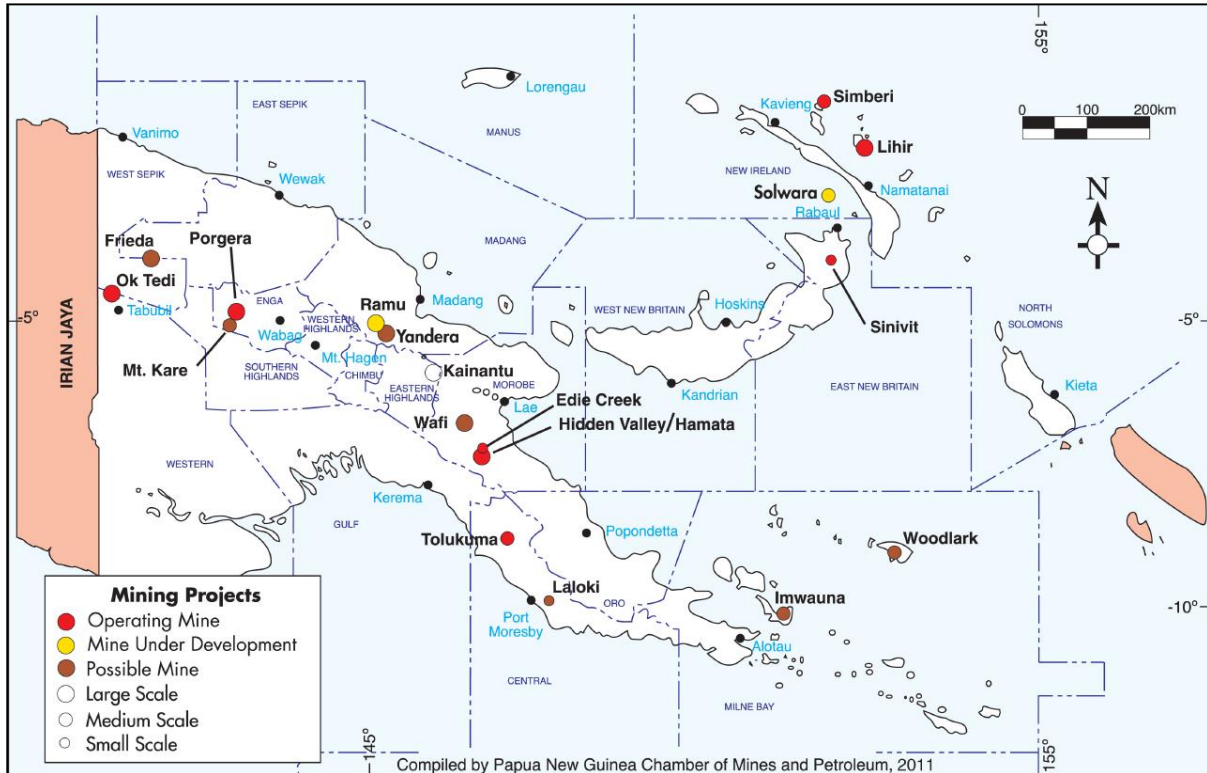 155
Lorengau
Simberi
Kavieng
0 100 200km
EAST SEPIK
MANUS
Vanimo
Lihir
WEST SEPIK
NEW IRELAND
Wewak
Solwara
Namatanai
N
Rabaul
Frieda
Porgera
MADANG
Ok Tedi
ENGA
Madang
WEST NEW BRITAIN
Hoskins
NORTH
SOLOMONS
Tabubil
WESTERN
HIGHLANDS
Ramu
-5°
Wabag
Yandera
Sinivit
-5°
IRIAN JAYA
Mt. Hagen
Mt. Kare
SOUTHERN
HIGHLANDS
CHIMBU
Kainantu
EASTERN
HIGHLANDS
MOROBE
Kandrian
EAST NEW BRITAIN
Kieta
Lae
Edie Creek
Wafi
Hidden Valley/Hamata
WESTERN
Kerema
GULF
Tolukuma
Popondetta
Woodlark
Laloki
Imwauna
ORO
-10°
Port
Moresby
Alotau
CENTRAL
MILNE BAY
Mining Projects
Operating Mine
Mine Under Development
Possible Mine
Large Scale
Medium Scale
Small Scale
145°
155°
Compiled by Papua New Guinea Chamber of Mines and Petroleum, 2011